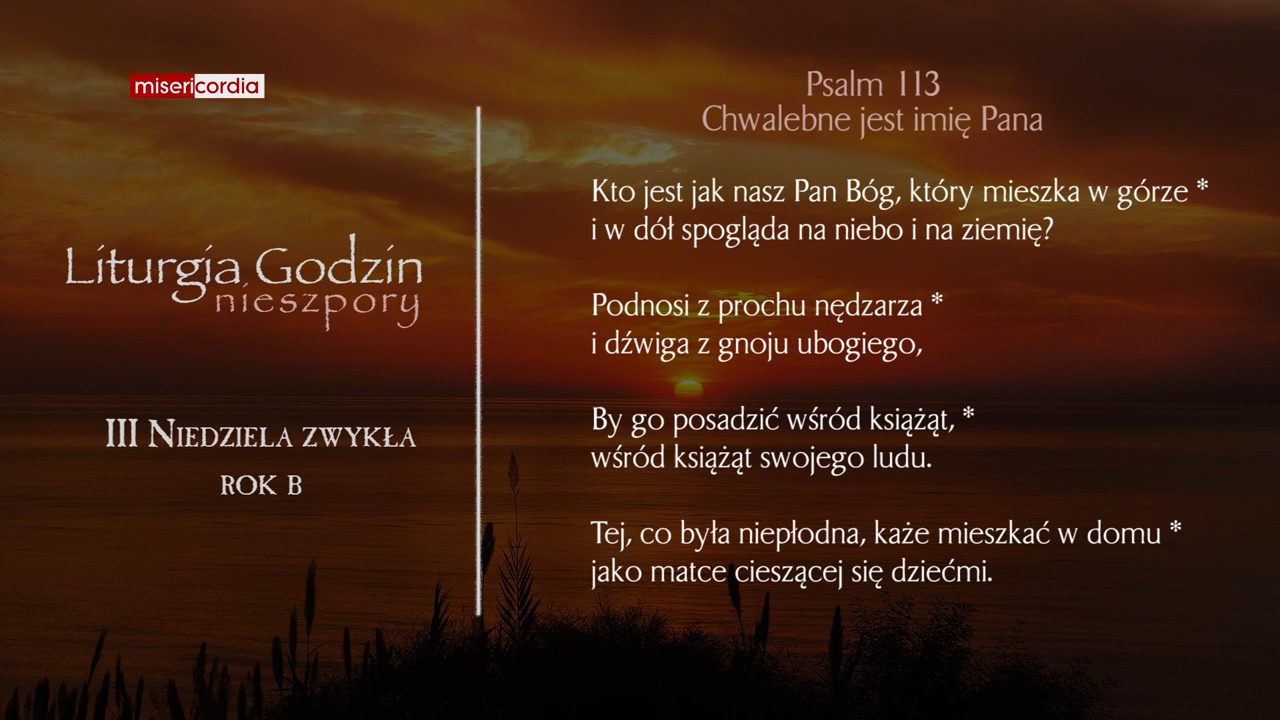 misericordia
Liturgia Godzin
nieszpory
III Niedziela zwykła
rok B
Psalm 113
Chwalebne jest imię Pana
Kto jest jak nasz Pan Bóg, który mieszka w górze *
i w dół spogląda na niebo i na ziemię?
Podnosi z prochu nędzarza *
i dźwiga z gnoju ubogiego,
By go posadzić wśród książąt, *
wśród książąt swojego ludu.
Tej, co była niepłodna, każe mieszkać w domu *
jako matce cieszącej się dziećmi.